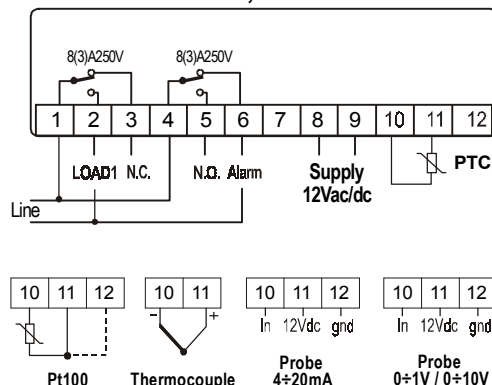 8(3)A250V 8(3)A250V
1 2 3 4 5 6 7 8 9 10 11 12
LOAD1 N.C. N.O. Alarm Supply 12Vac/dc PTC
Line
10 11 12 10 11 10 11 12 10 11 12
- + In 12Vdc gnd In 12Vdc gnd
Pt100 Thermocouple Probe 4÷20mA Probe 0÷1V / 0÷10V